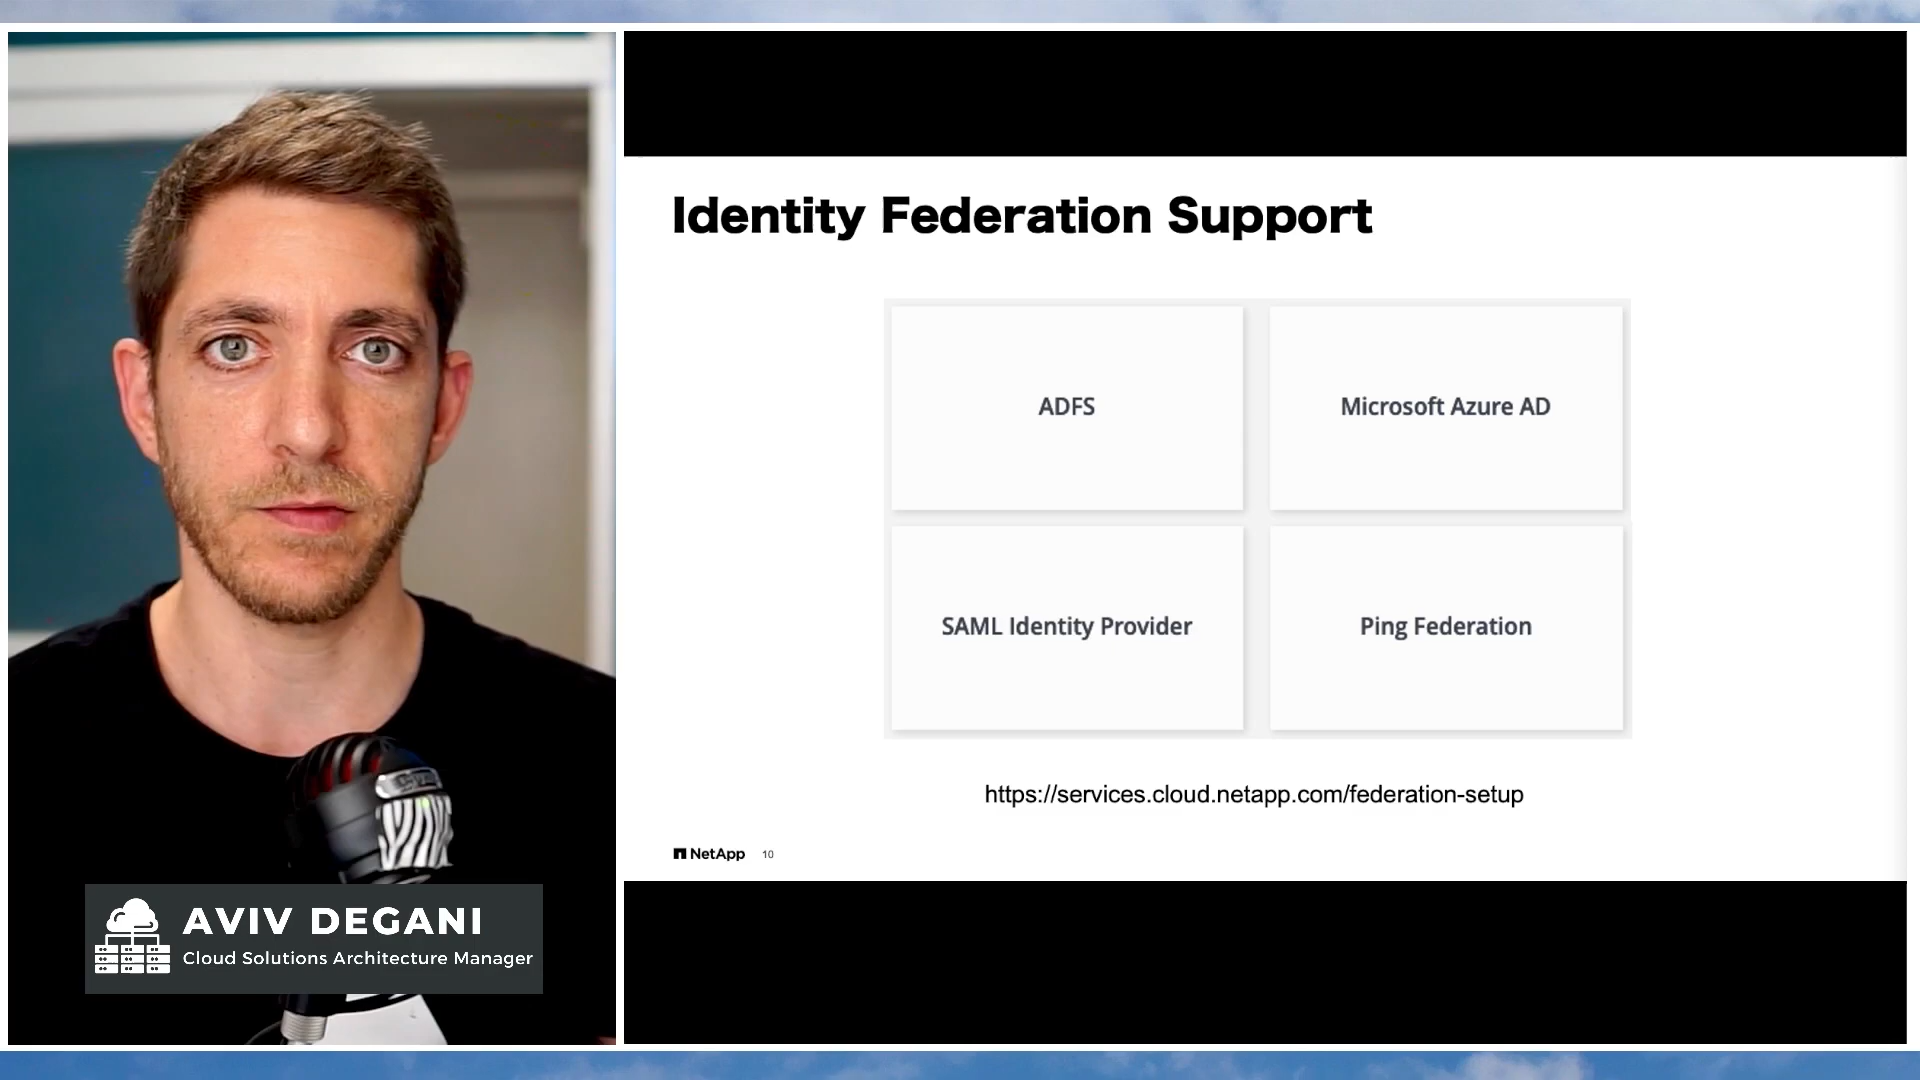 Identity Federation Support
ADFS
Microsoft Azure AD
SAML Identity Provider
Ping Federation
https://services.cloud.netapp.com/federation-setup
NetApp 10
AVIV DEGANI
Cloud Solutions Architecture Manager